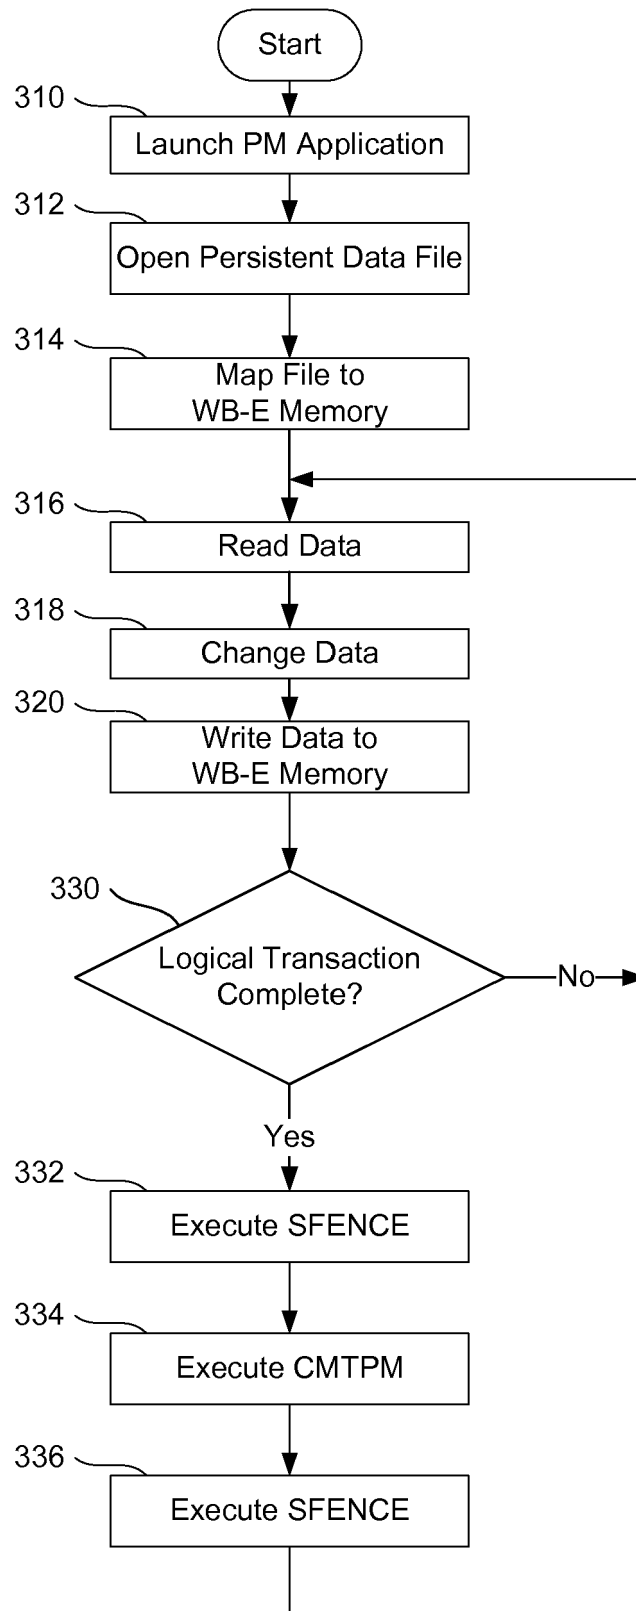 Start
310
Launch PM Application
312
Open Persistent Data File
314
Map File to
WB-E Memory
316
Read Data
318
Change Data
320
Write Data to
WB-E Memory
330
Logical Transaction
Complete?
No
Yes
332
Execute SFENCE
334
Execute CMTPM
336
Execute SFENCE